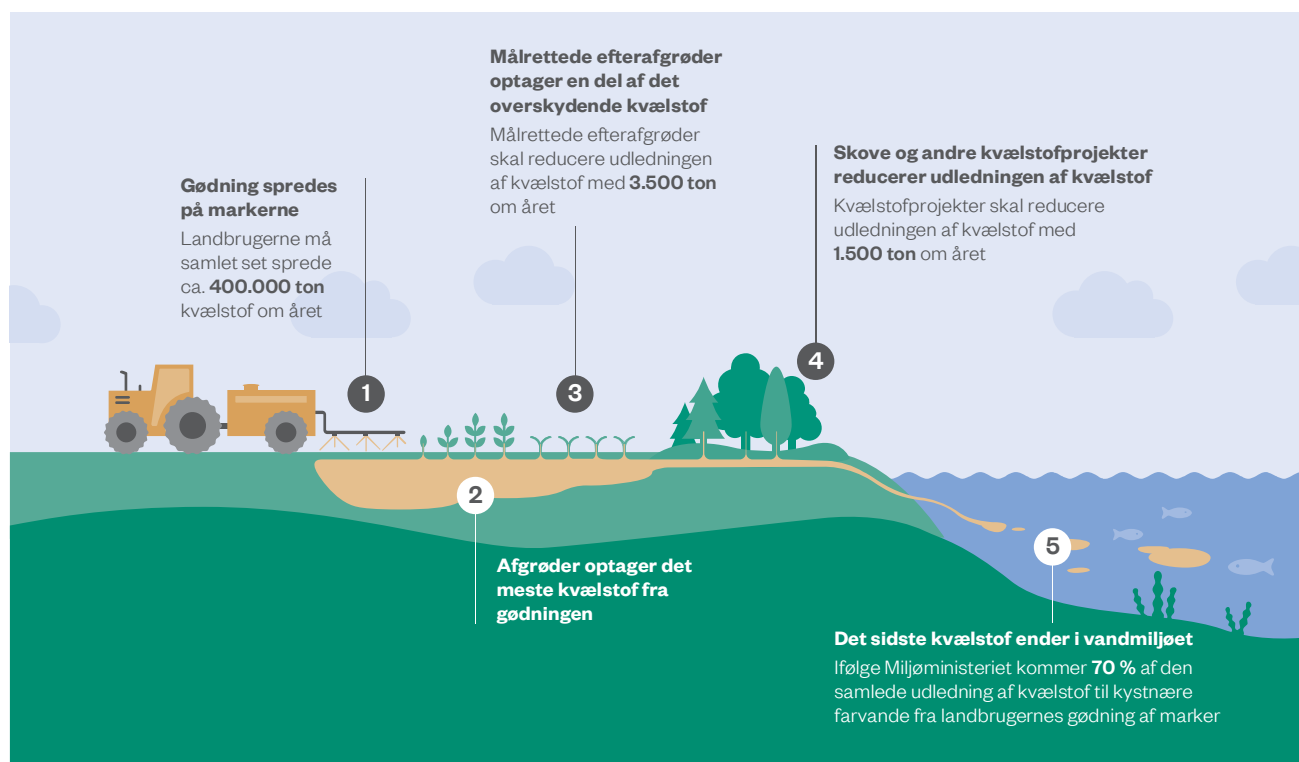 1
Gødning spredes
på markerne
Landbrugerne må
samlet set sprede
ca. 400.000 ton
kvælstof om året
2
Afgrøder optager det
meste kvælstof fra
gødningen
3
Målrettede efterafgrøder
optager en del af det
overskydende kvælstof
Målrettede efterafgrøder
skal reducere udledningen
af kvælstof med 3.500 ton
om året
4
Skove og andre kvælstofprojekter
reducerer udledningen af kvælstof
Kvælstofprojekter skal reducere
udledningen af kvælstof med
1.500 ton om året
5
Det sidste kvælstof ender i vandmiljøet
Ifølge Miljøministeriet kommer 70 % af den
samlede udledning af kvælstof til kystnære
farvande fra landbrugernes gødning af marker